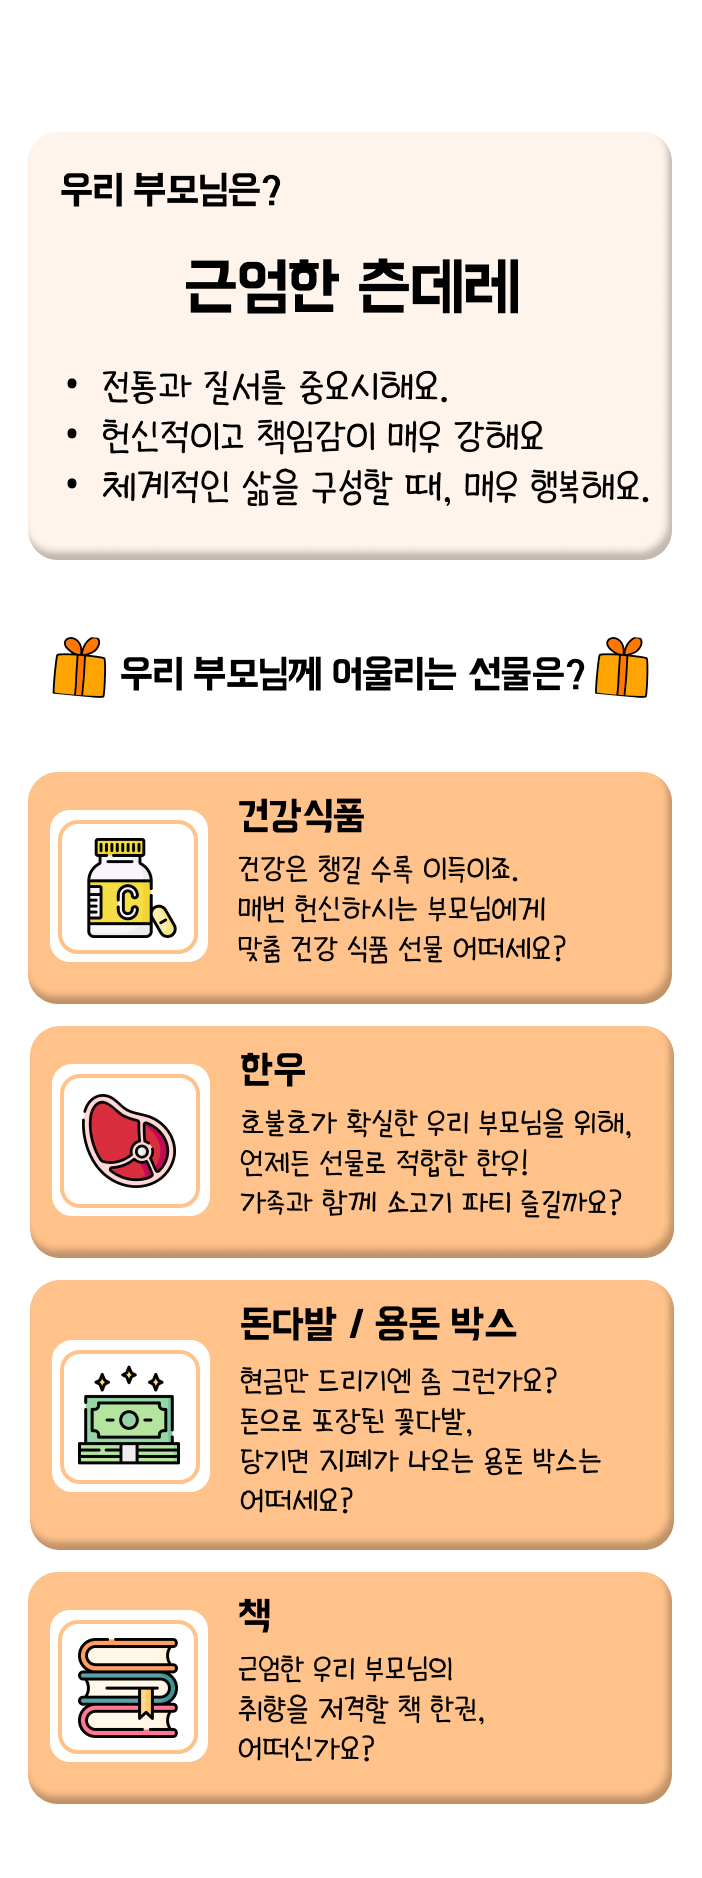 우리 부모님은?
근엄한 츤데레
• 전통과 질서를 중요시해요.
• 헌신적이고 책임감이 매우 강해요
• 체계적인 삶을 구성할 때, 매우 행복해요.
우리 부모님께 어울리는 선물은?
건강식품
건강은 챙길 수록 이득이죠.
매번 헌신하시는 부모님에게
맞춤 건강 식품 선물 어떠세요?
C
한우
호불호가 확실한 우리 부모님을 위해,
언제든 선물로 적합한 한우!
가족과 함께 소고기 파티 즐길까요?
돈다발 / 용돈 박스
현금만 드리기엔 좀 그런가요?
돈으로 포장된 꽃다발,
당기면 지폐가 나오는 용돈 박스는
어떠세요?
책
근엄한 우리 부모님의
취향을 저격할 책 한권,
어떠신가요?